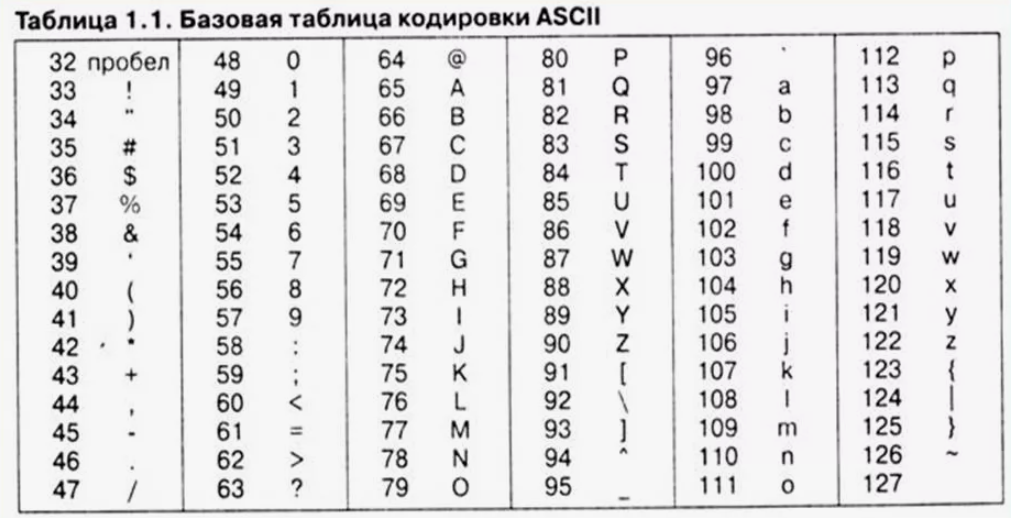 Таблица 1.1. Базовая таблица кодировки ASCII
32 пробел 48 0 64 @ 80 P 96 ` 112 p
33 ! 49 1 65 A 81 Q 97 a 113 q
34 " 50 2 66 B 82 R 98 b 114 r
35 # 51 3 67 C 83 S 99 c 115 s
36 $ 52 4 68 D 84 T 100 d 116 t
37 % 53 5 69 E 85 U 101 e 117 u
38 & 54 6 70 F 86 V 102 f 118 v
39 ' 55 7 71 G 87 W 103 g 119 w
40 ( 56 8 72 H 88 X 104 h 120 x
41 ) 57 9 73 I 89 Y 105 i 121 y
42 * 58 : 74 J 90 Z 106 j 122 z
43 + 59 ; 75 K 91 [ 107 k 123 {
44 , 60 < 76 L 92 \ 108 l 124 |
45 - 61 = 77 M 93 ] 109 m 125 }
46 . 62 > 78 N 94 ^ 110 n 126 ~
47 / 63 ? 79 O 95 _ 111 o 127